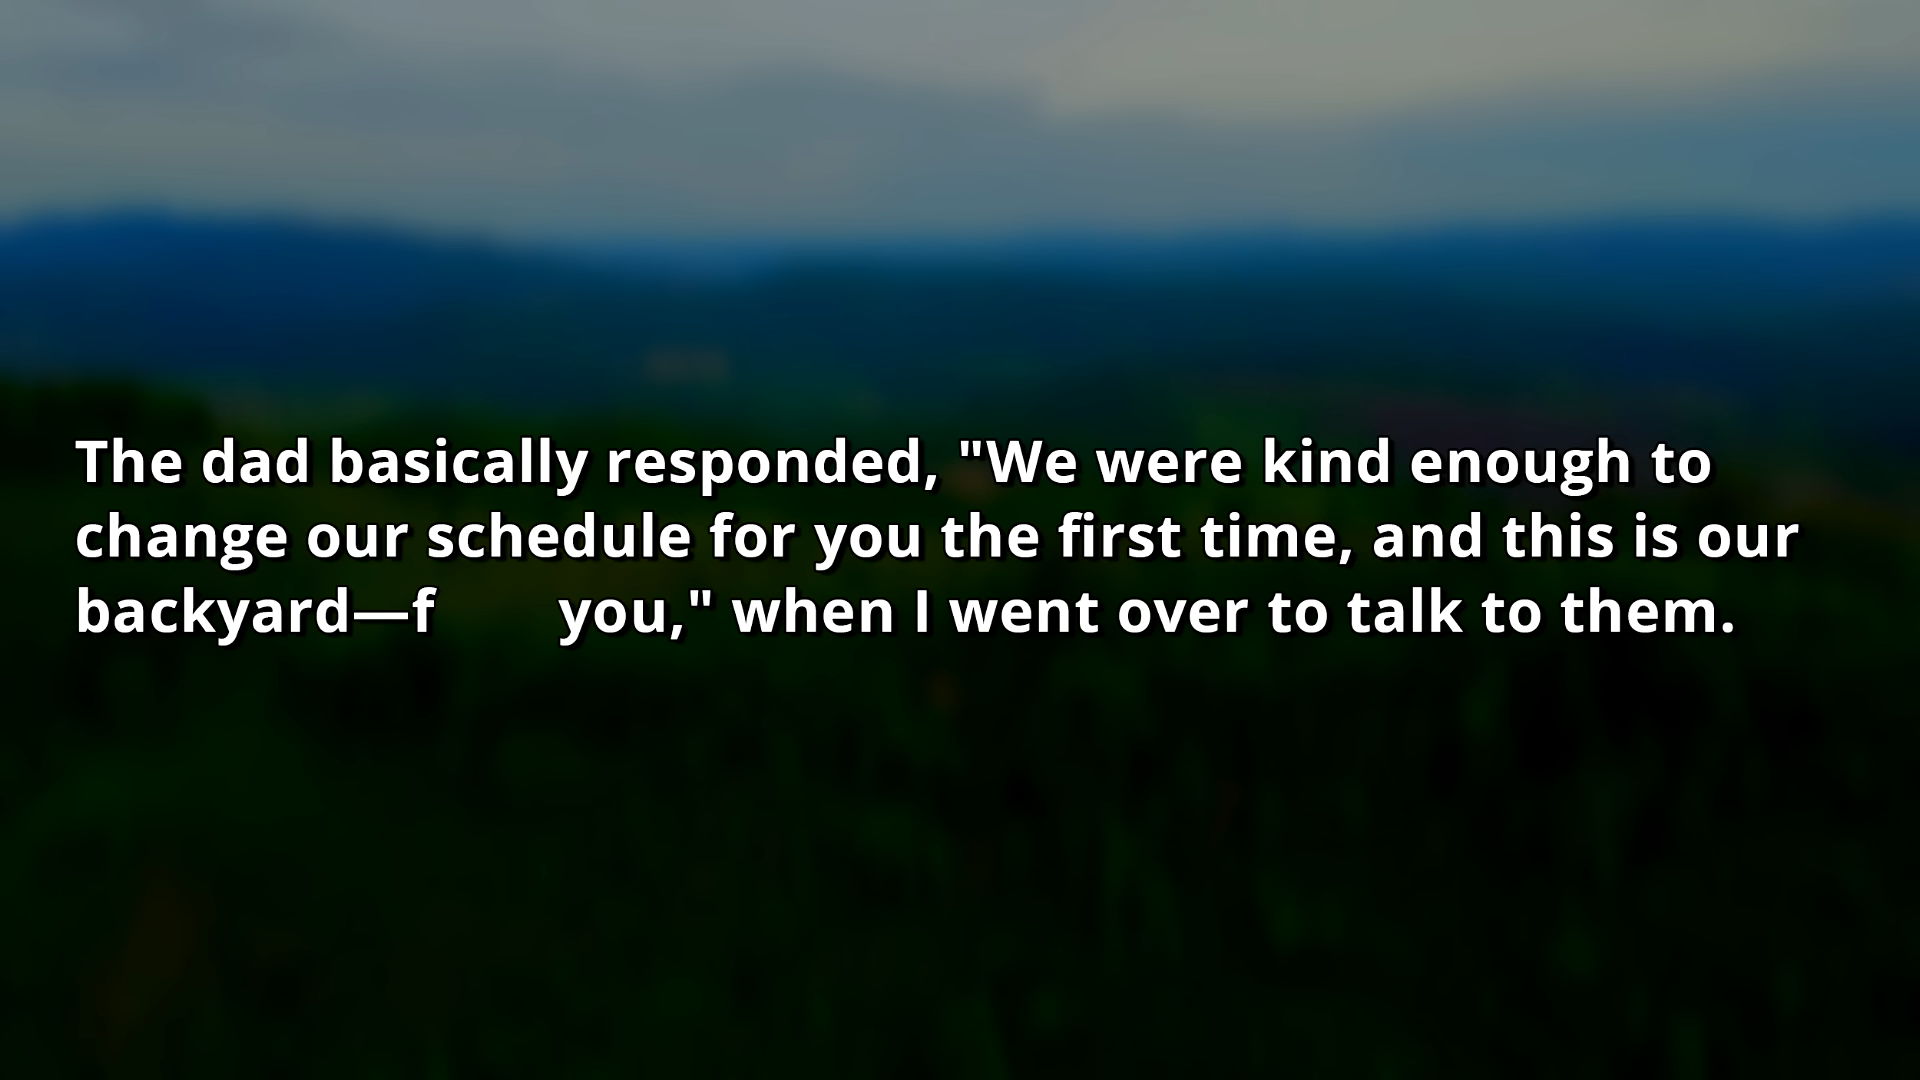 The dad basically responded, "We were kind enough to
change our schedule for you the first time, and this is our
backyard—f you," when I went over to talk to them.